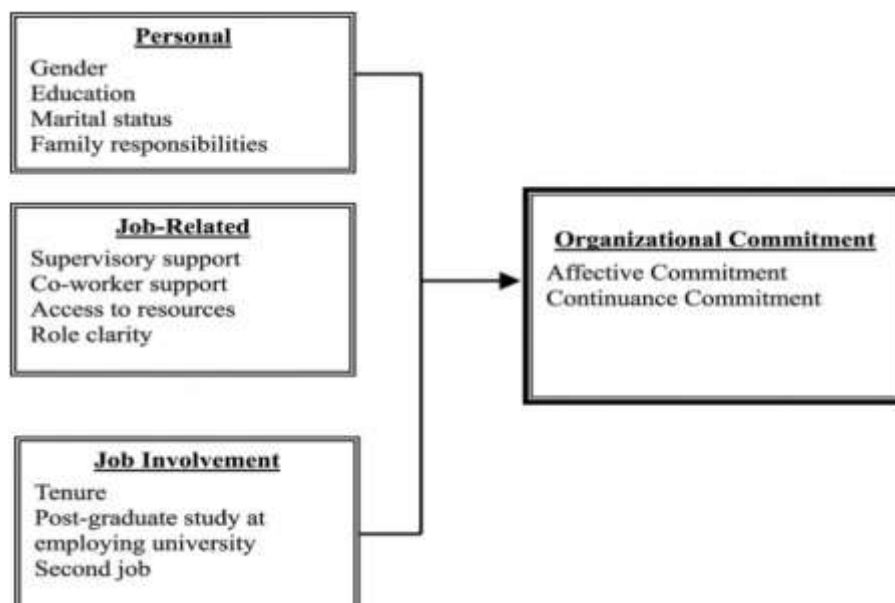 Personal
Gender
Education
Marital status
Family responsibilities
Job-Related
Supervisory support
Co-worker support
Access to resources
Role clarity
Job Involvement
Tenure
Post-graduate study at
employing university
Second job
Organizational Commitment
Affective Commitment
Continuance Commitment